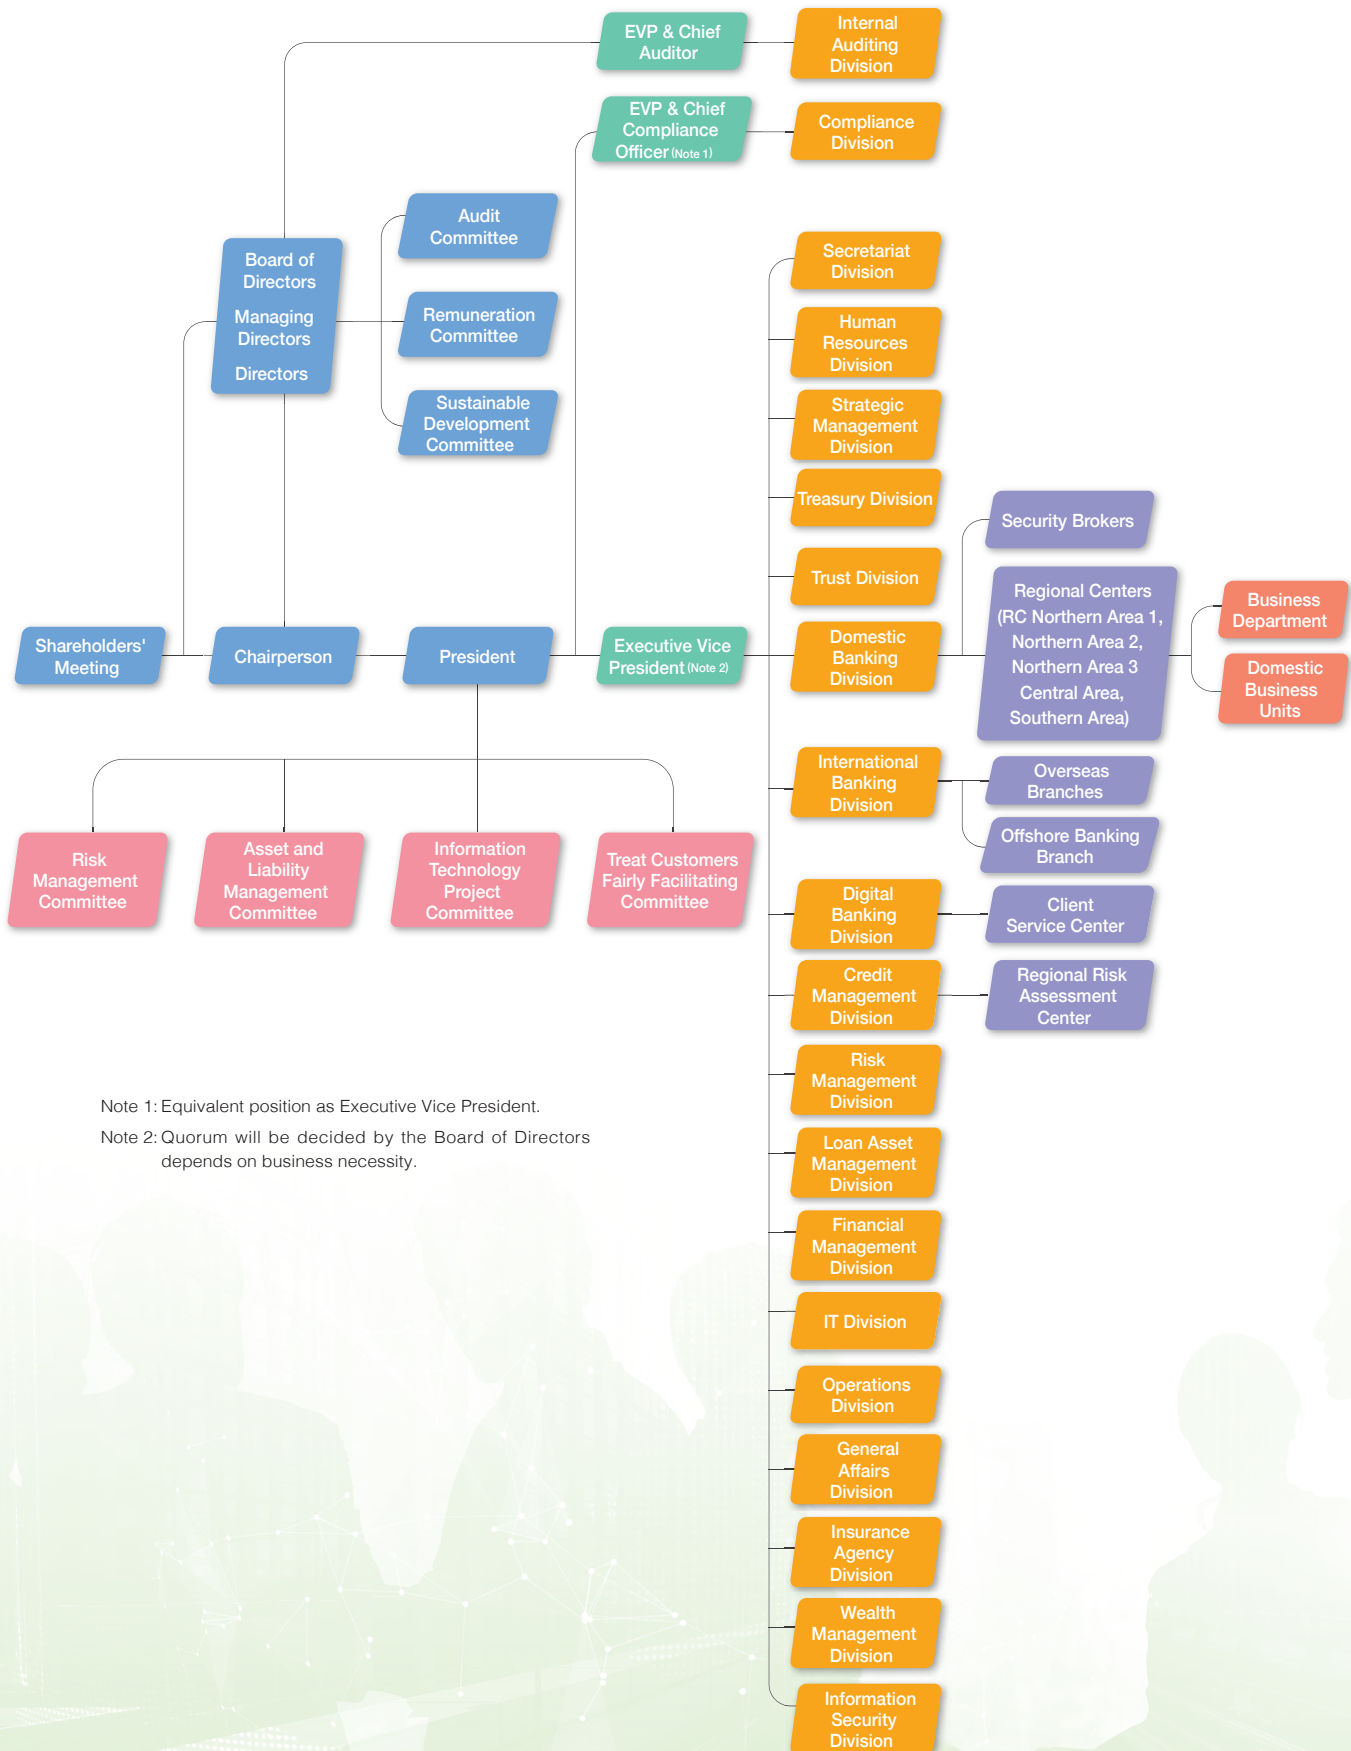 EVP & Chief
Auditor
Internal
Auditing
Division
EVP & Chief
Compliance
Officer (Note 1)
Compliance
Division
Audit
Committee
Board of
Directors
Managing
Directors
Directors
Remuneration
Committee
Sustainable
Development
Committee
Secretariat
Division
Human
Resources
Division
Strategic
Management
Division
Treasury Division
Trust Division
Shareholders'
Meeting
Chairperson
President
Executive Vice
President (Note 2)
Domestic
Banking
Division
Security Brokers
Regional Centers
(RC Northern Area 1,
Northern Area 2,
Northern Area 3
Central Area,
Southern Area)
Business
Department
Domestic
Business
Units
International
Banking
Division
Overseas
Branches
Offshore Banking
Branch
Risk
Management
Committee
Asset and
Liability
Management
Committee
Information
Technology
Project
Committee
Treat Customers
Fairly Facilitating
Committee
Digital
Banking
Division
Client
Service Center
Credit
Management
Division
Regional Risk
Assessment
Center
Risk
Management
Division
Loan Asset
Management
Division
Financial
Management
Division
IT Division
Operations
Division
General
Affairs
Division
Insurance
Agency
Division
Wealth
Management
Division
Information
Security
Division
Note 1: Equivalent position as Executive Vice President.
Note 2: Quorum will be decided by the Board of Directors
depends on business necessity.